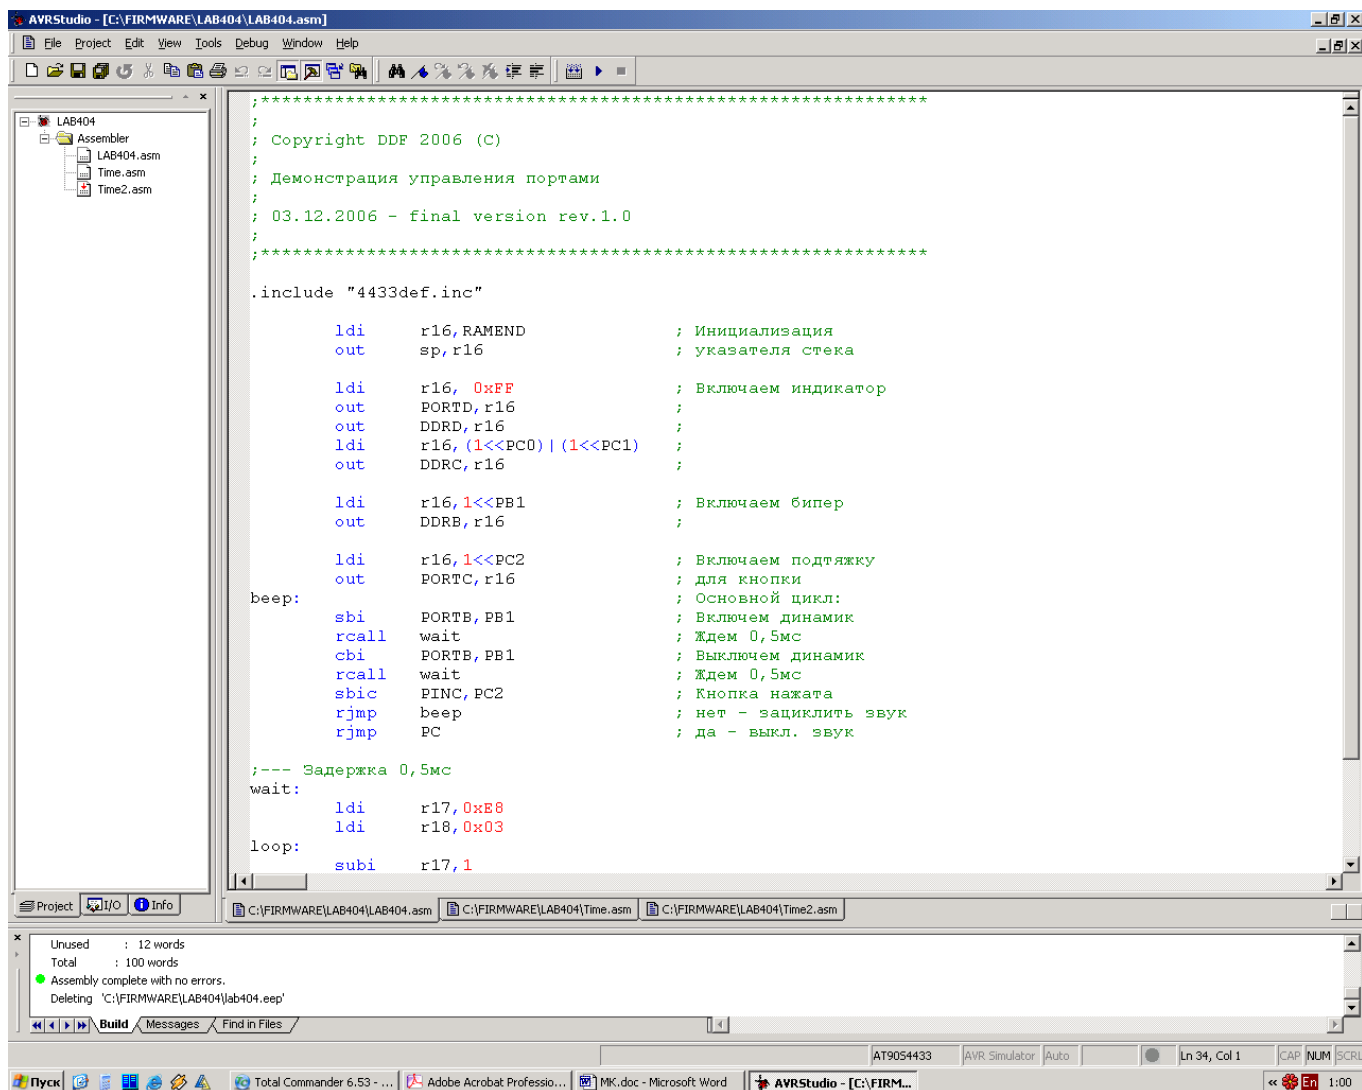 AVRStudio - [C:\FIRMWARE\LAB404\LAB404.asm]
File Project Edit View Tools Debug Window Help
LAB404
Assembler
LAB404.asm
Time.asm
Time2.asm
;***************************************************************
;
; Copyright DDF 2006 (C)
;
; Демонстрация управления портами
;
; 03.12.2006 - final version rev.1.0
;
;***************************************************************
.include "4433def.inc"
ldi r16,RAMEND ; Инициализация
out sp,r16 ; указателя стека
ldi r16, 0xFF ; Включаем индикатор
out PORTD,r16 ;
out DDRD,r16 ;
ldi r16,(1<<PC0)|(1<<PC1) ;
out DDRC,r16 ;
ldi r16,1<<PB1 ; Включаем бипер
out DDRB,r16 ;
ldi r16,1<<PC2 ; Включаем подтяжку
out PORTC,r16 ; для кнопки
beep: ; Основной цикл:
sbi PORTB,PB1 ; Включем динамик
rcall wait ; Ждем 0,5мс
cbi PORTB,PB1 ; Выключем динамик
rcall wait ; Ждем 0,5мс
sbic PINC,PC2 ; Кнопка нажата
rjmp beep ; нет - зациклить звук
rjmp PC ; да - выкл. звук
;--- Задержка 0,5мс
wait:
ldi r17,0xE8
ldi r18,0x03
loop:
subi r17,1
Project I/O Info
C:\FIRMWARE\LAB404\LAB404.asm C:\FIRMWARE\LAB404\Time.asm C:\FIRMWARE\LAB404\Time2.asm
Unused : 12 words
Total : 100 words
Assembly complete with no errors.
Deleting 'C:\FIRMWARE\LAB404\lab404.eep'
Build Messages Find in Files
AT90S4433 AVR Simulator Auto Ln 34, Col 1 CAP NUM SCRL
Пуск Total Commander 6.53 - ... Adobe Acrobat Professio... МК.doc - Microsoft Word AVRStudio - [C:\FIRM... En 1:00